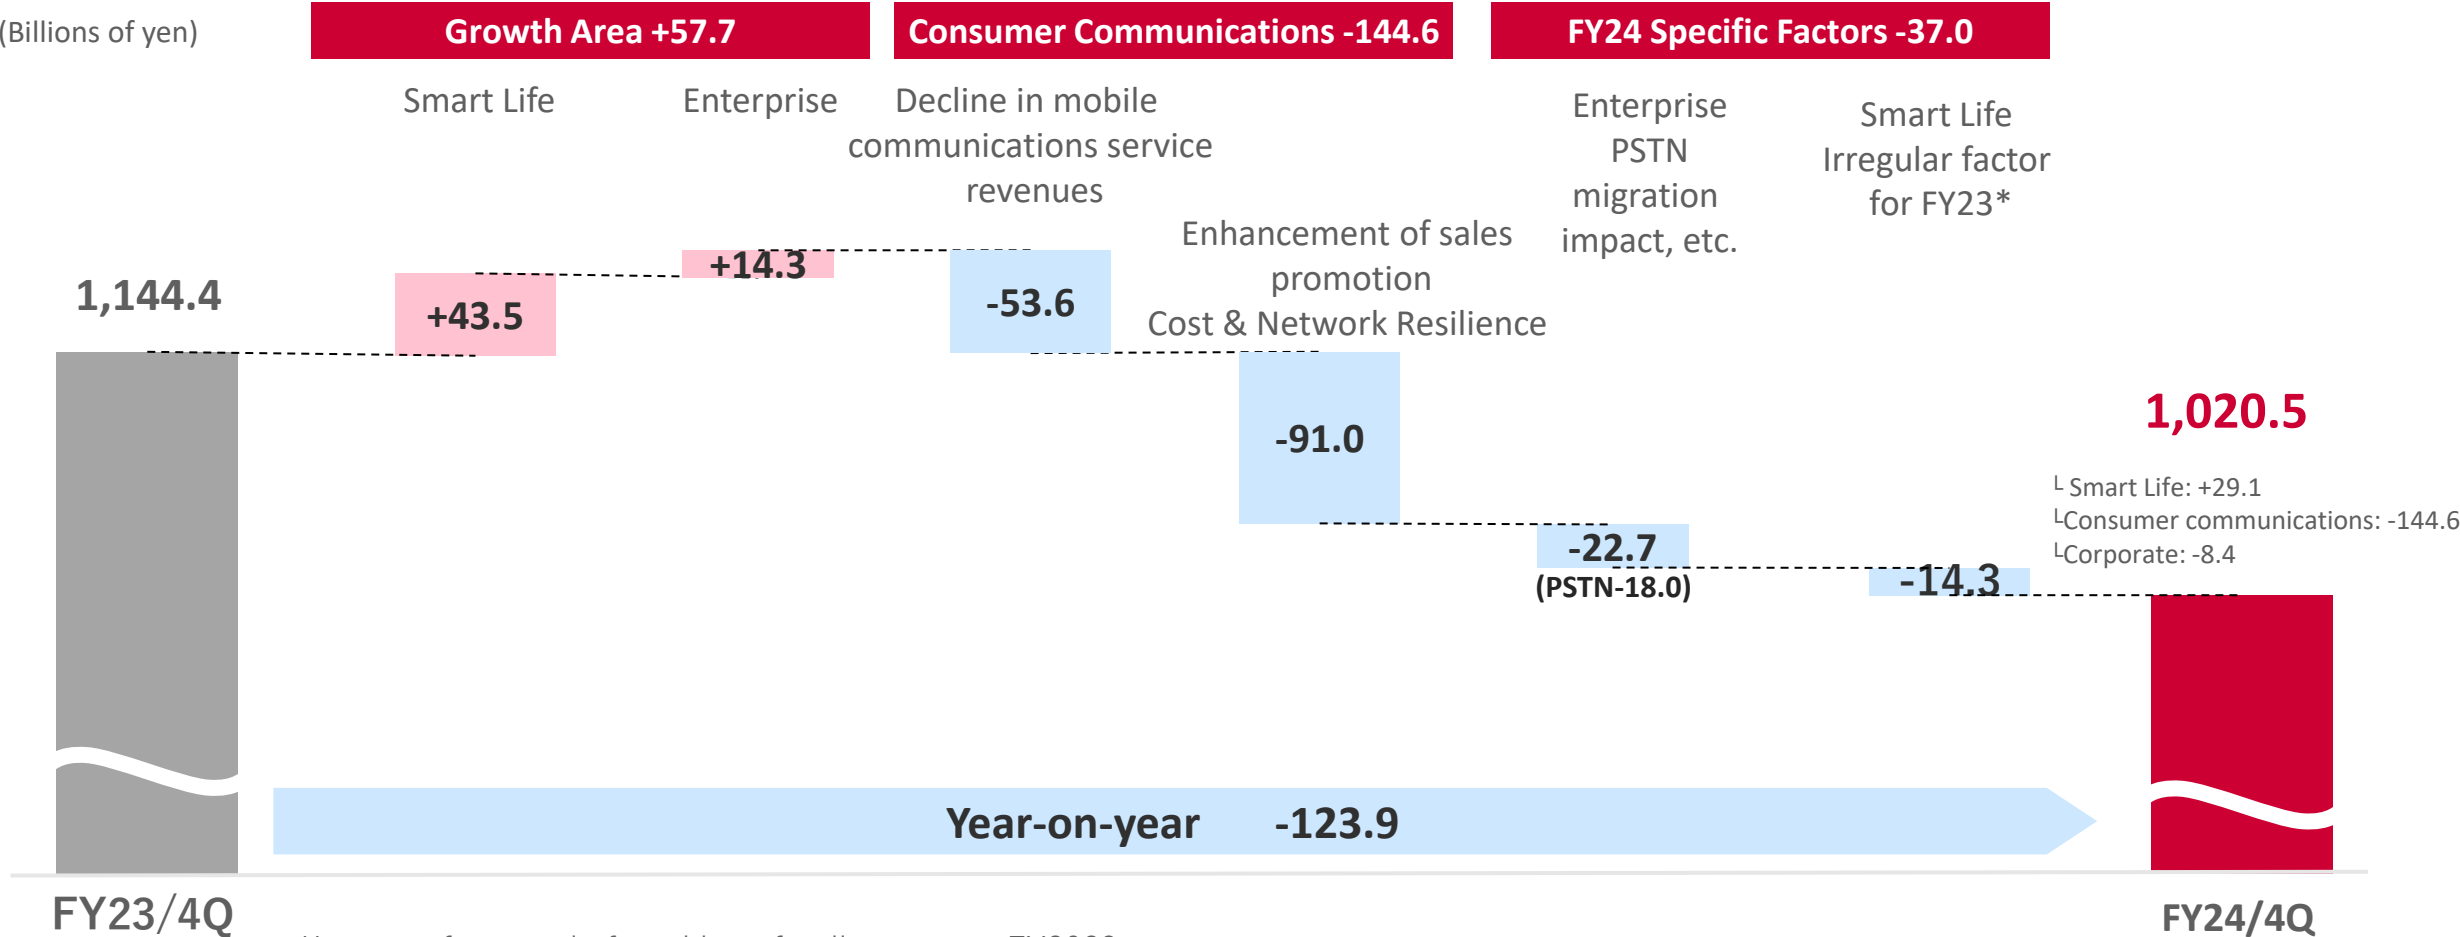 (Billions of yen)
Growth Area +57.7
Consumer Communications -144.6
FY24 Specific Factors -37.0
Smart Life
Enterprise
Decline in mobile
communications service
revenues
Enhancement of sales
promotion
Cost & Network Resilience
Enterprise
PSTN
migration
impact, etc.
Smart Life
Irregular factor
for FY23*
1,144.4
+43.5
+14.3
-53.6
-91.0
-22.7
(PSTN-18.0)
-14.3
1,020.5
└ Smart Life: +29.1
└Consumer communications: -144.6
└Corporate: -8.4
Year-on-year -123.9
FY23/4Q
FY24/4Q